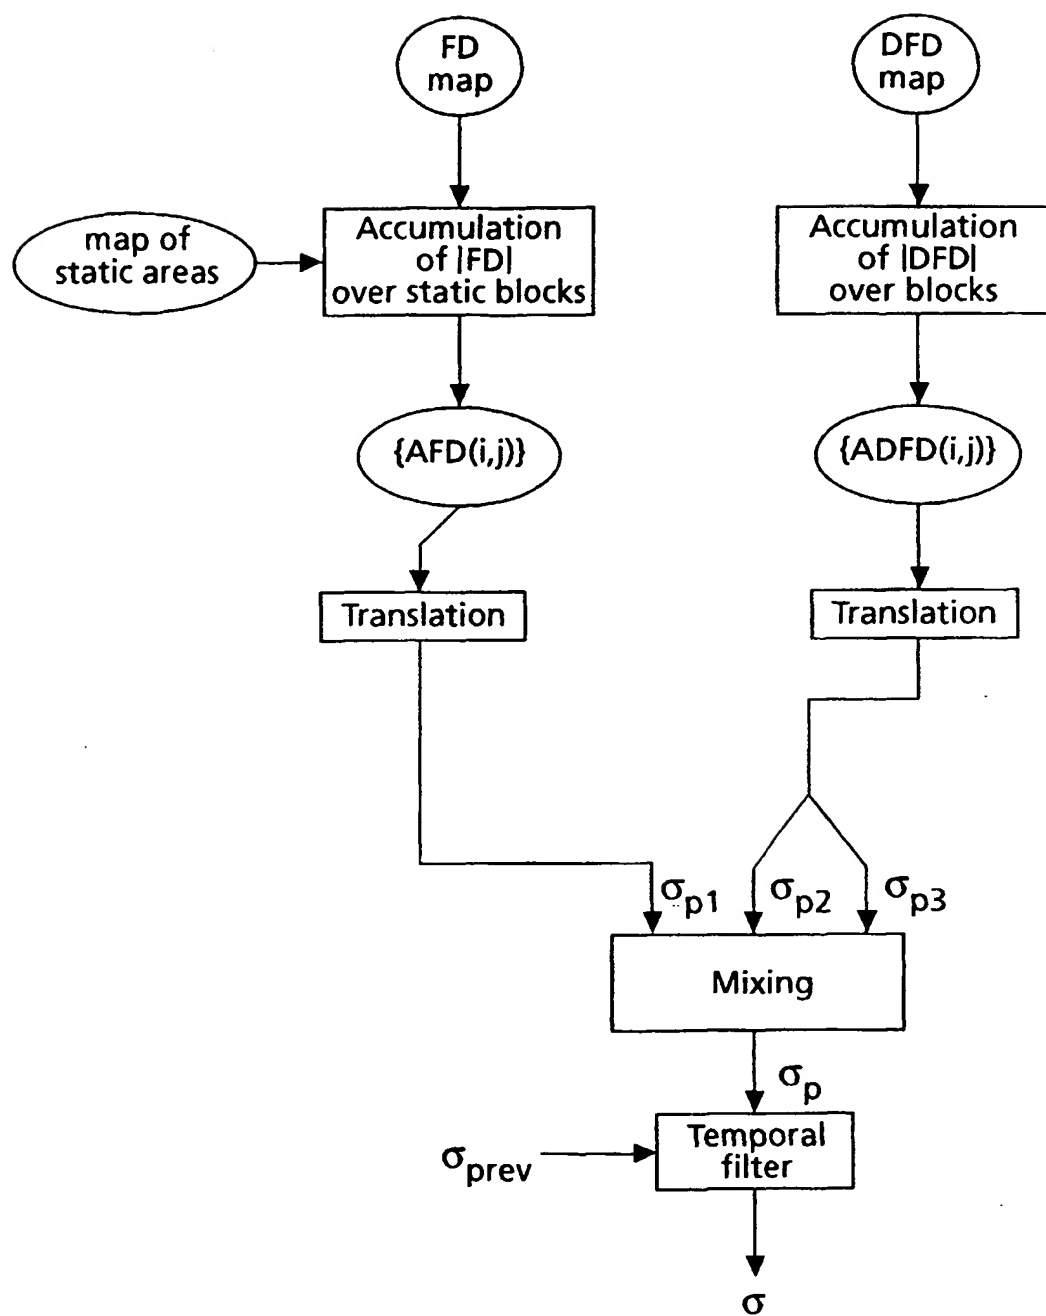 FD
map
DFD
map
map of
static areas
Accumulation
of |FD|
over static blocks
Accumulation
of |DFD|
over blocks
{AFD(i,j)}
{ADFD(i,j)}
Translation
Translation
σp1
σp2
σp3
Mixing
σp
σprev
Temporal
filter
σ